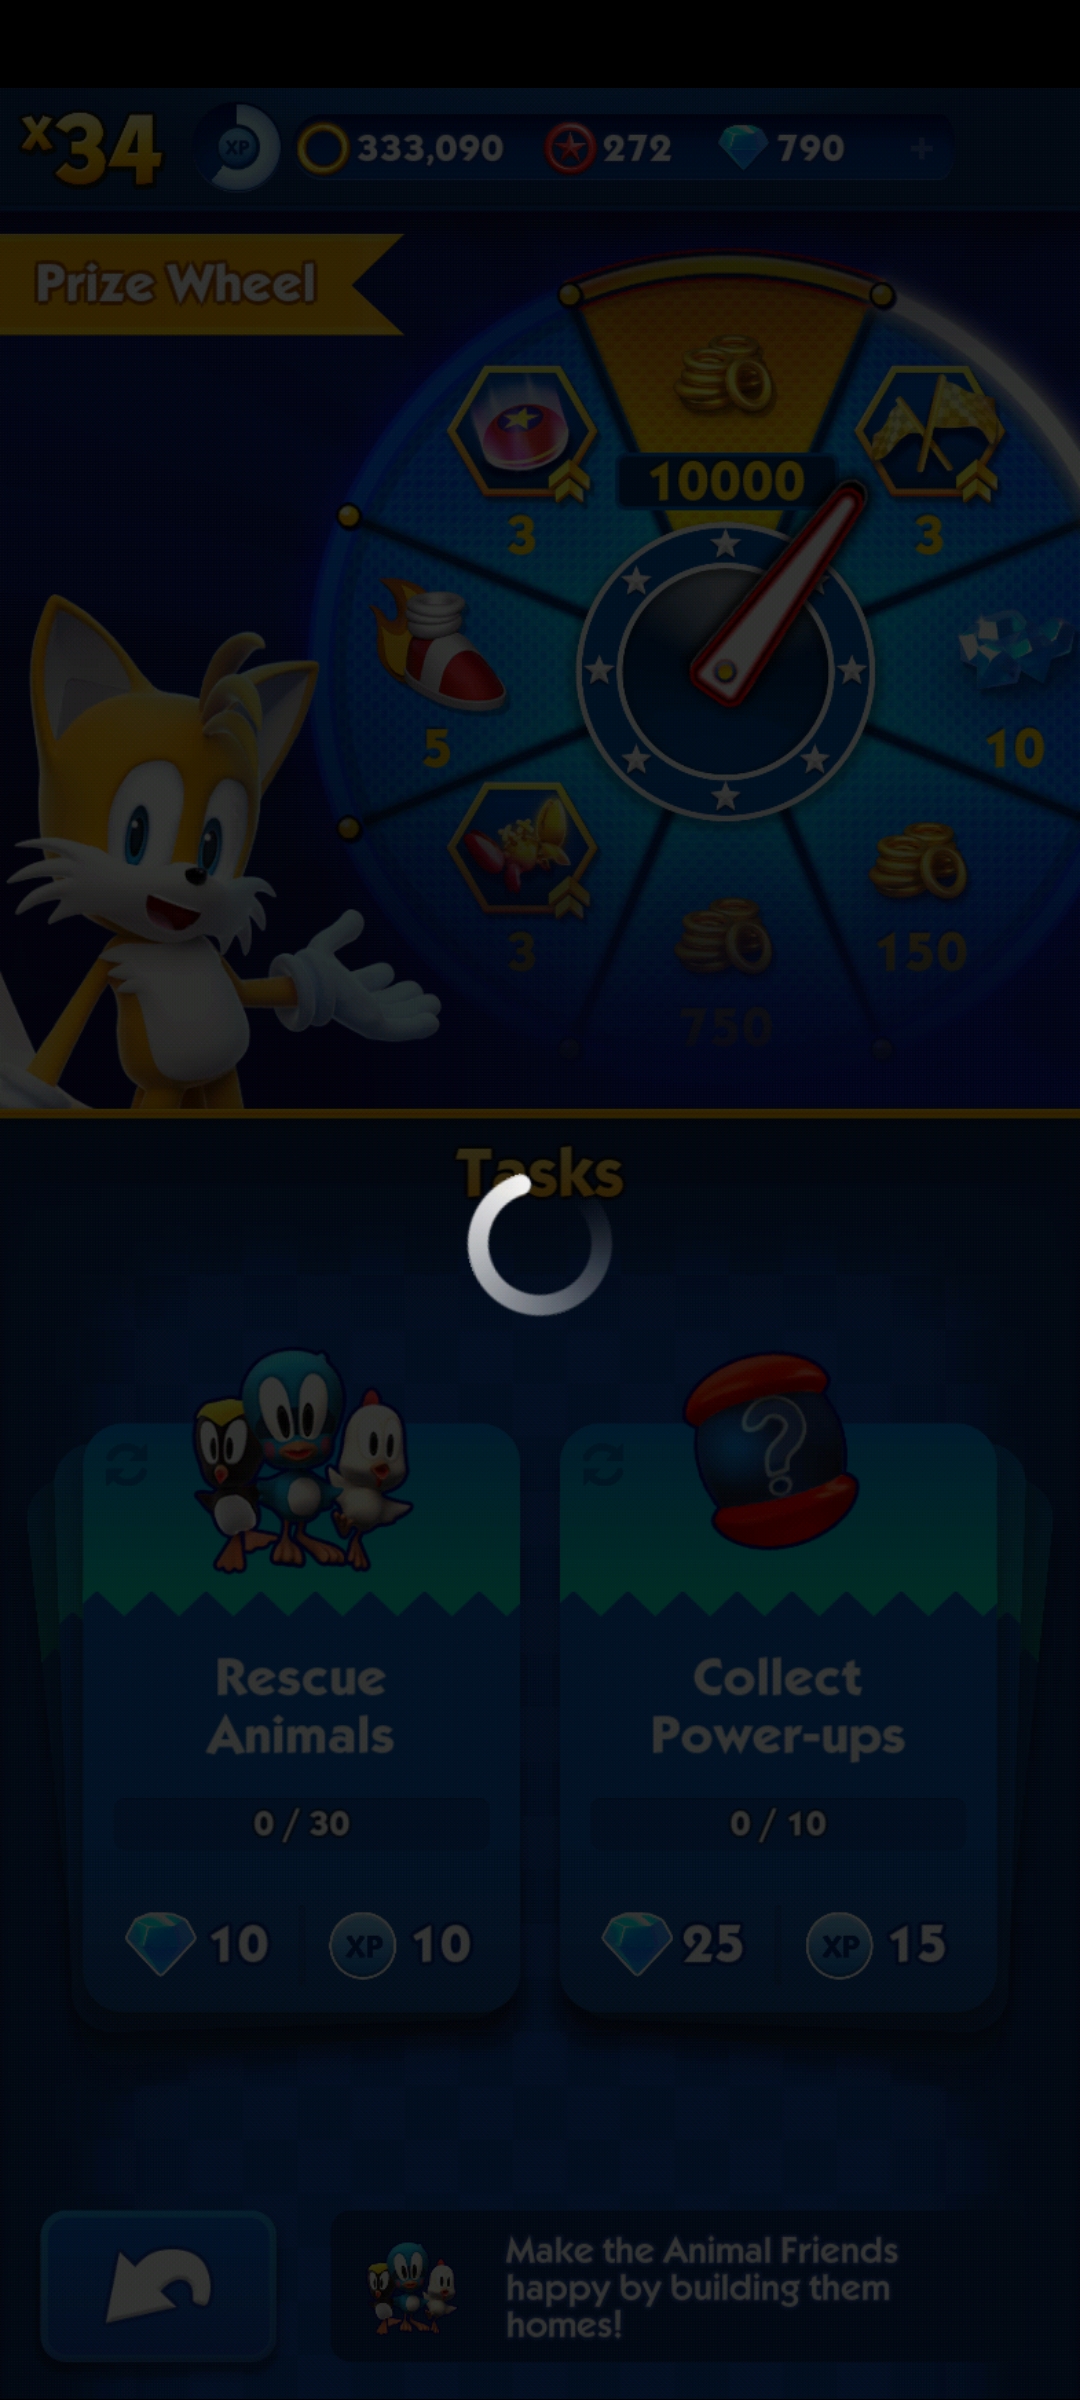 x34
XP
333,090
272
790
+
Prize Wheel
10000
3
3
5
10
3
150
750
Tasks
Rescue
Animals
0 / 30
10
XP
10
?
Collect
Power-ups
0 / 10
25
XP
15
Make the Animal Friends
happy by building them
homes!